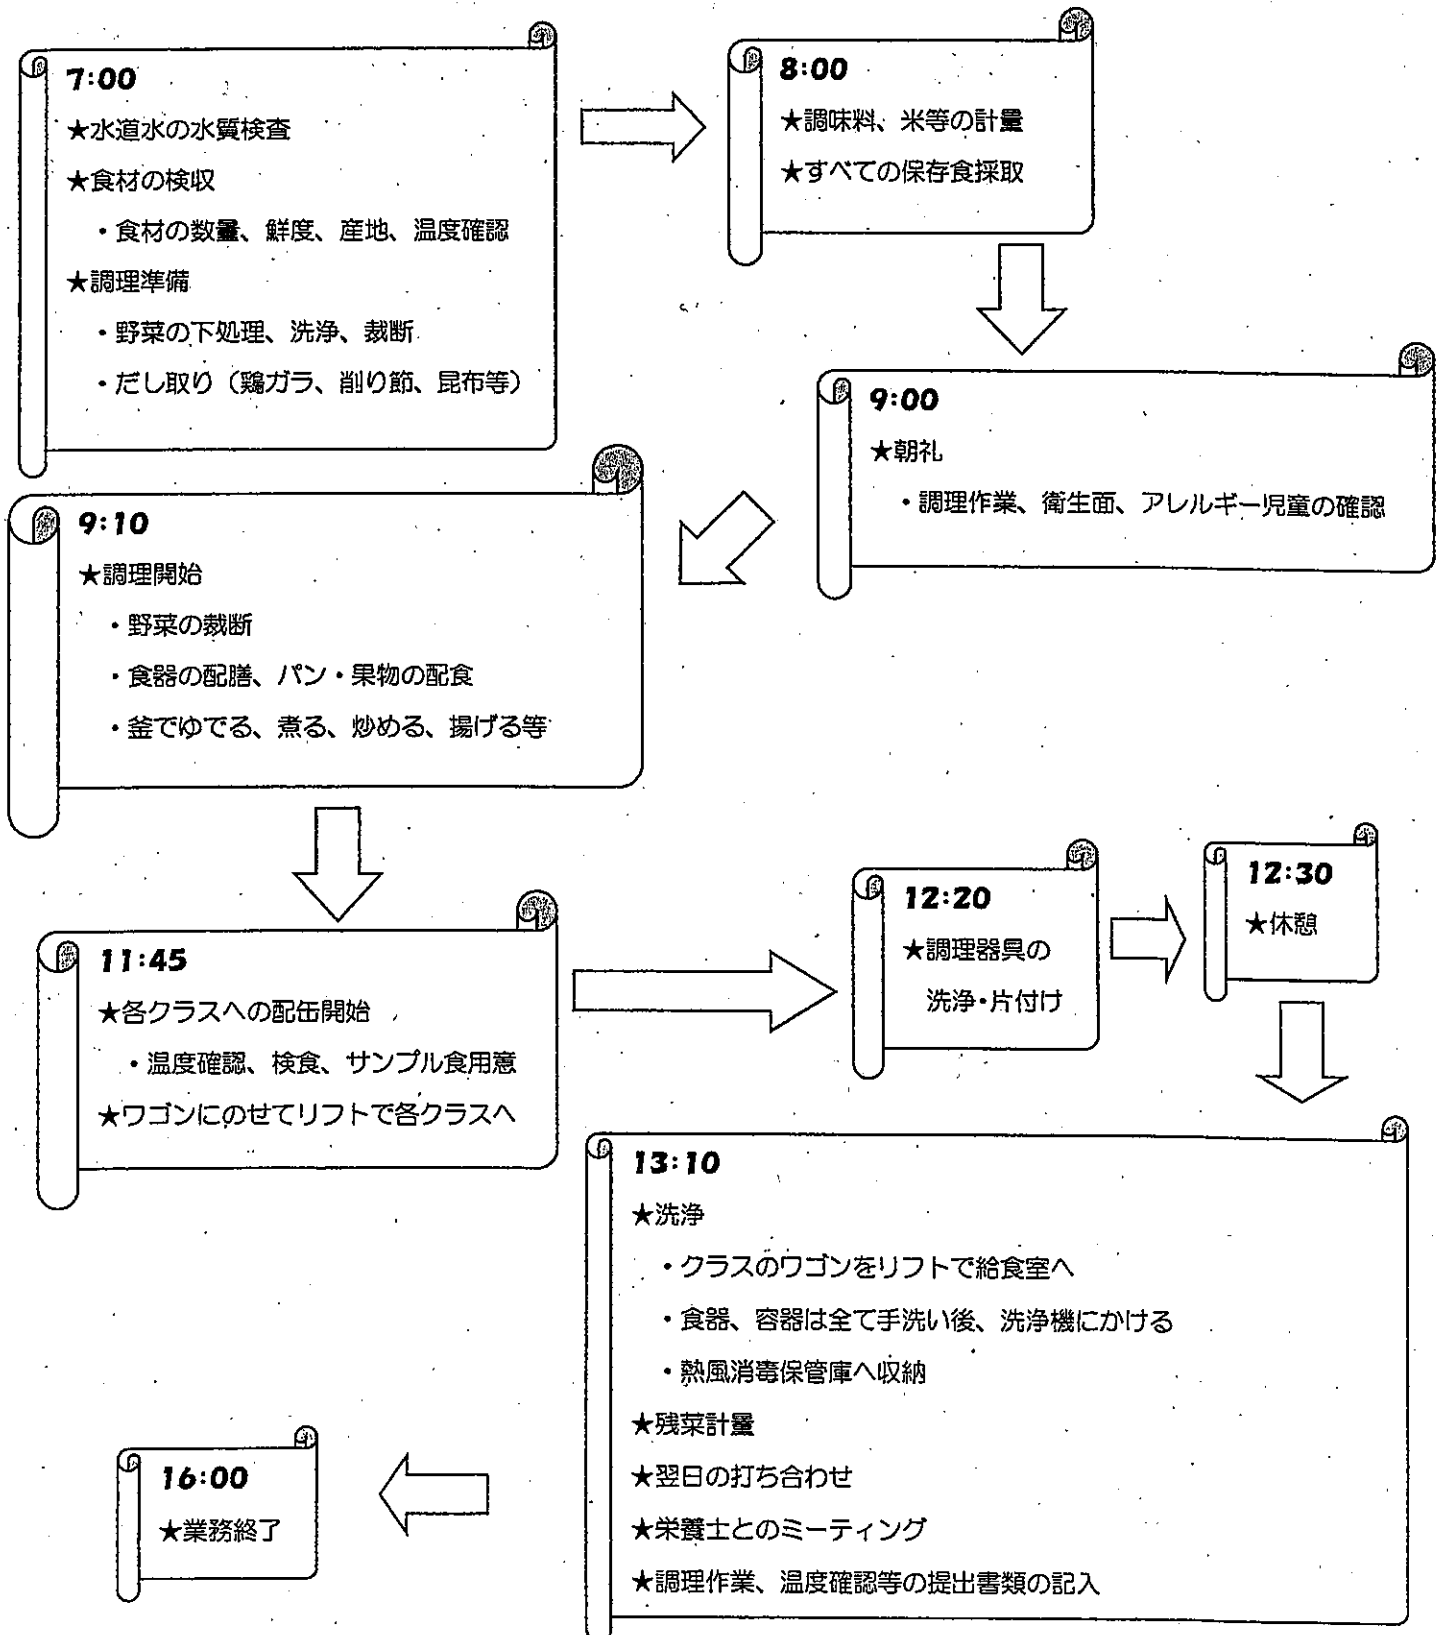 7:00
★水道水の水質検査
★食材の検収
・食材の数量、鮮度、産地、温度確認
★調理準備
・野菜の下処理、洗浄、裁断
・だし取り（鶏ガラ、削り節、昆布等）
8:00
★調味料、米等の計量
★すべての保存食採取
9:00
★朝礼
・調理作業、衛生面、アレルギー児童の確認
9:10
★調理開始
・野菜の裁断
・食器の配膳、パン・果物の配食
・釜でゆでる、煮る、炒める、揚げる等
11:45
★各クラスへの配缶開始
・温度確認、検食、サンプル食用意
★ワゴンにのせてリフトで各クラスへ
12:20
★調理器具の
洗浄・片付け
12:30
★休憩
13:10
★洗浄
・クラスのワゴンをリフトで給食室へ
・食器、容器は全て手洗い後、洗浄機にかける
・熱風消毒保管庫へ収納
★残菜計量
★翌日の打ち合わせ
★栄養士とのミーティング
★調理作業、温度確認等の提出書類の記入
16:00
★業務終了